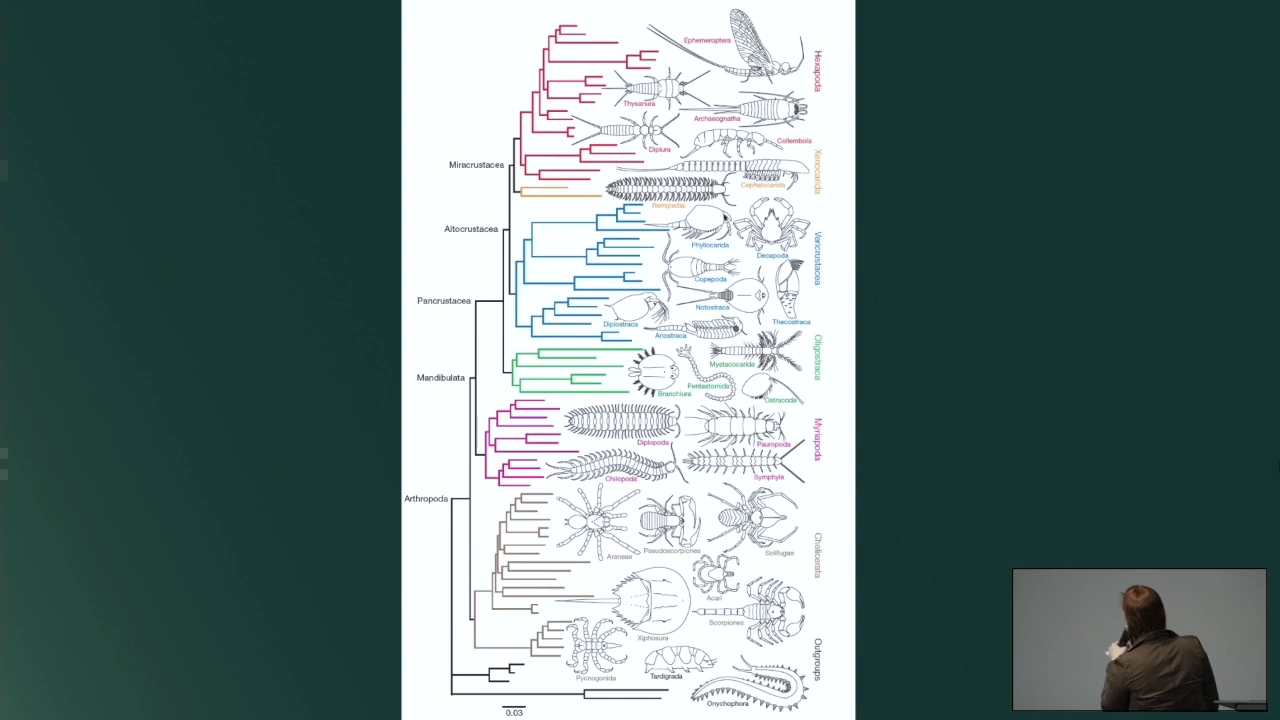 Ephemeroptera
Hexapoda
Thysanura
Archaeognatha
Collembola
Diplura
Miracrustacea
Xenocarida
Cephalocarida
Remipedia
Altocrustacea
Phyllocarida
Decapoda
Vericrustacea
Copepoda
Pancrustacea
Notostraca
Diplostraca
Thecostraca
Anostraca
Oligostraca
Mystacocarida
Mandibulata
Pentastomida
Branchiura
Ostracoda
Myriapoda
Diplopoda
Pauropoda
Chilopoda
Symphyla
Arthropoda
Araneae
Pseudoscorpiones
Solifugae
Chelicerata
Acari
Scorpiones
Xiphosura
Outgroups
Pycnogonida
Tardigrada
Onychophora
0.03